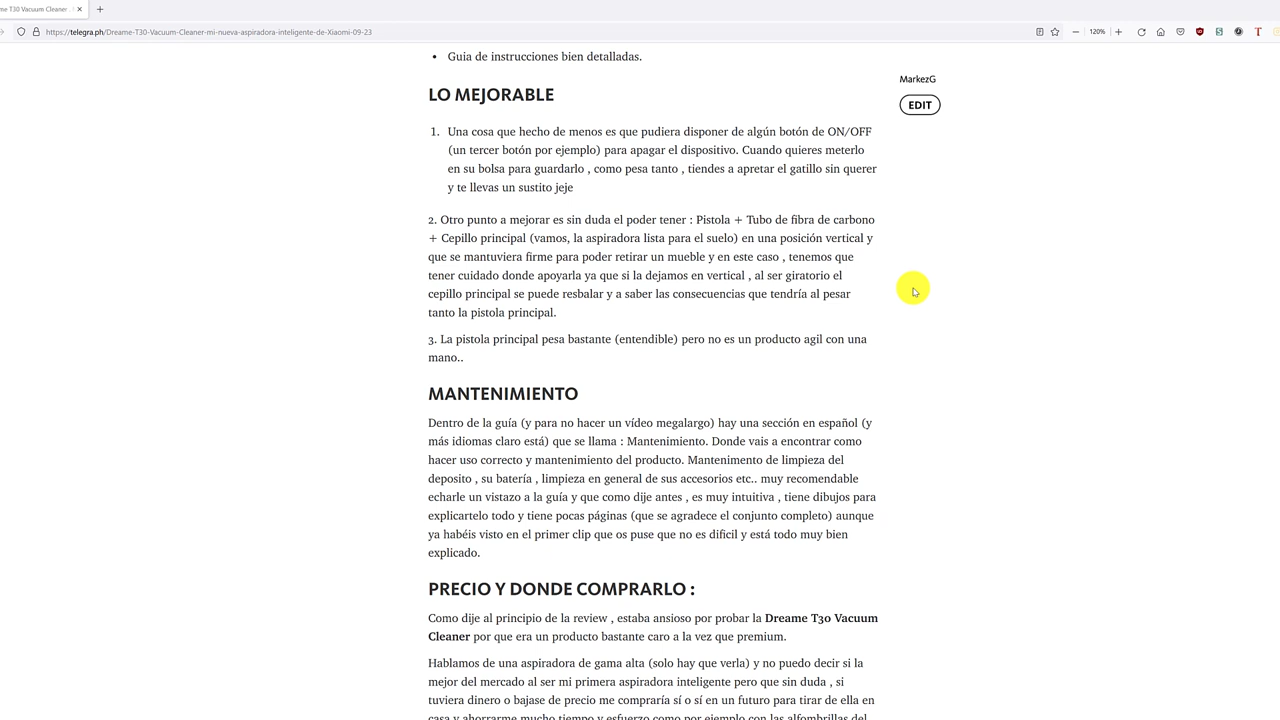 me T30 Vacuum Cleaner
https://telegra.ph/Dreame-T30-Vacuum-Cleaner-mi-nueva-aspiradora-inteligente-de-Xiaomi-09-23
120%
• Guia de instrucciones bien detalladas.
MarkezG
EDIT
LO MEJORABLE
1. Una cosa que hecho de menos es que pudiera disponer de algún botón de ON/OFF
(un tercer botón por ejemplo) para apagar el dispositivo. Cuando quieres meterlo
en su bolsa para guardarlo , como pesa tanto , tiendes a apretar el gatillo sin querer
y te llevas un sustito jeje
2. Otro punto a mejorar es sin duda el poder tener : Pistola + Tubo de fibra de carbono
+ Cepillo principal (vamos, la aspiradora lista para el suelo) en una posición vertical y
que se mantuviera firme para poder retirar un mueble y en este caso , tenemos que
tener cuidado donde apoyarla ya que si la dejamos en vertical , al ser giratorio el
cepillo principal se puede resbalar y a saber las consecuencias que tendría al pesar
tanto la pistola principal.
3. La pistola principal pesa bastante (entendible) pero no es un producto agil con una
mano..
MANTENIMIENTO
Dentro de la guía (y para no hacer un vídeo megalargo) hay una sección en español (y
más idiomas claro está) que se llama : Mantenimiento. Donde vais a encontrar como
hacer uso correcto y mantenimiento del producto. Mantenimento de limpieza del
deposito , su batería , limpieza en general de sus accesorios etc.. muy recomendable
echarle un vistazo a la guía y que como dije antes , es muy intuitiva , tiene dibujos para
explicartelo todo y tiene pocas páginas (que se agradece el conjunto completo) aunque
ya habéis visto en el primer clip que os puse que no es dificil y está todo muy bien
explicado.
PRECIO Y DONDE COMPRARLO :
Como dije al principio de la review , estaba ansioso por probar la Dreame T30 Vacuum
Cleaner por que era un producto bastante caro a la vez que premium.
Hablamos de una aspiradora de gama alta (solo hay que verla) y no puedo decir si la
mejor del mercado al ser mi primera aspiradora inteligente pero que sin duda , si
tuviera dinero o bajase de precio me compraría sí o sí en un futuro para tirar de ella en
casa y ahorrarme mucho tiempo y esfuerzo como por ejemplo con las alfombrillas del